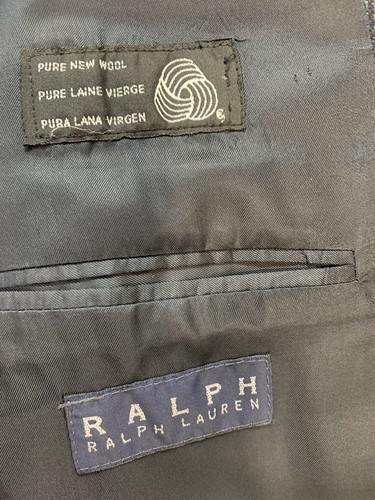 PURE NEW WOOL
PURE LAINE VIERGE
PURA LANA VIRGEN
RALPH
RALPH LAUREN